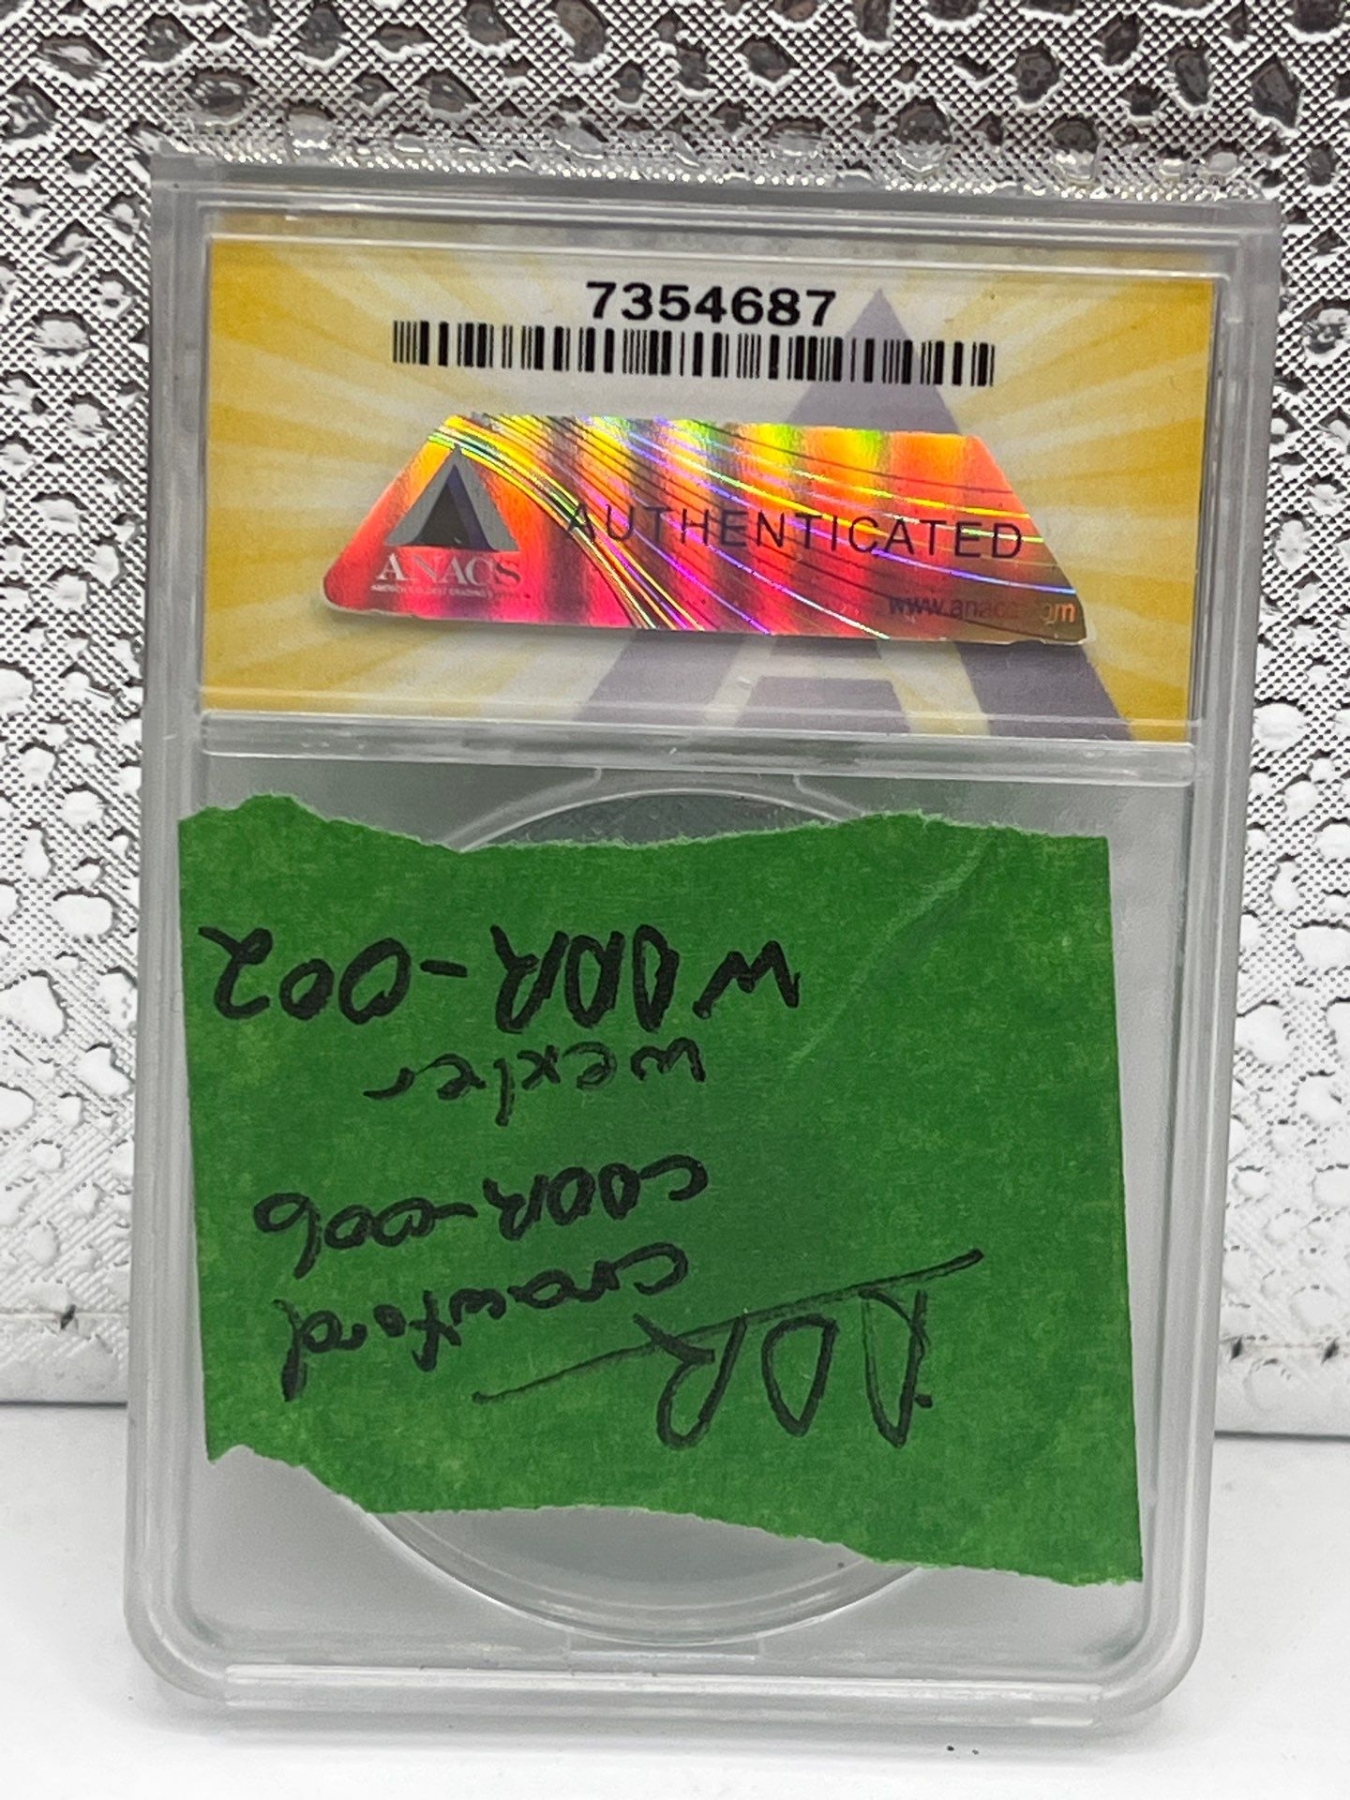 7354687
ANACS
AUTHENTICATED
www.anacs.com
DDR
Crawford
CDDR-006
Wexler
WDDR-002